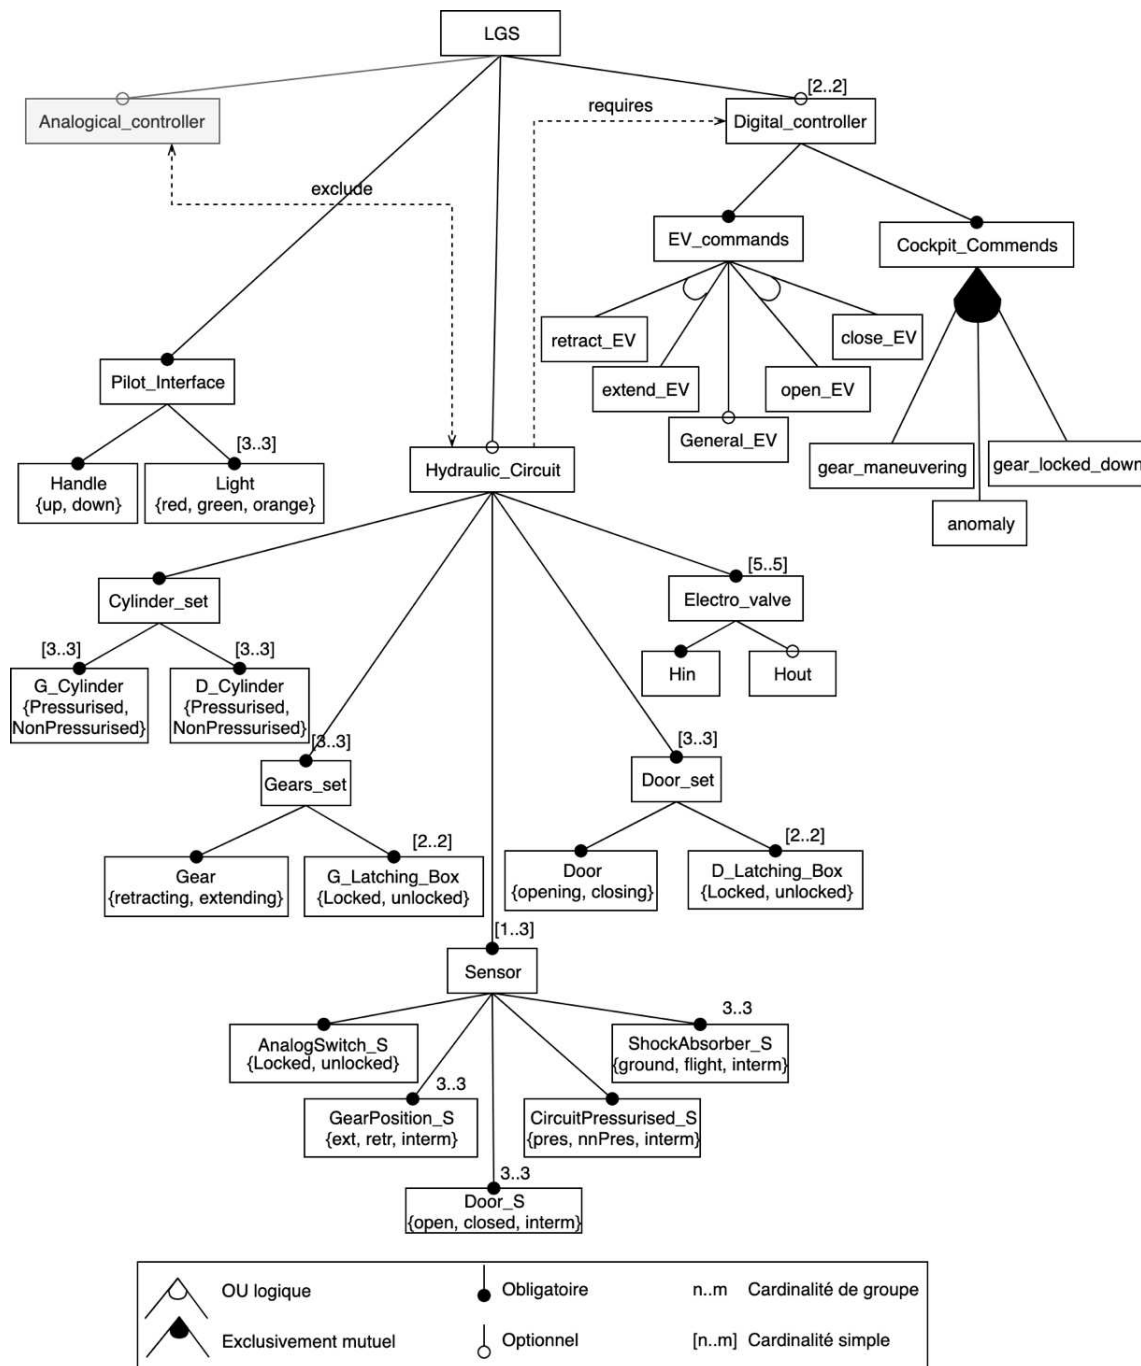 LGS
[2..2]
Analogical_controller
requires
Digital_controller
exclude
EV_commands
Cockpit_Commends
retract_EV
close_EV
extend_EV
open_EV
General_EV
Pilot_Interface
[3..3]
Handle
{up, down}
Light
{red, green, orange}
Hydraulic_Circuit
gear_maneuvering
gear_locked_down
anomaly
[5..5]
Cylinder_set
Electro_valve
[3..3]
[3..3]
G_Cylinder
{Pressurised,
NonPressurised}
D_Cylinder
{Pressurised,
NonPressurised}
Hin
Hout
[3..3]
[3..3]
Gears_set
Door_set
[2..2]
[2..2]
Gear
{retracting, extending}
G_Latching_Box
{Locked, unlocked}
Door
{opening, closing}
D_Latching_Box
{Locked, unlocked}
[1..3]
Sensor
3..3
AnalogSwitch_S
{Locked, unlocked}
ShockAbsorber_S
{ground, flight, interm}
3..3
GearPosition_S
{ext, retr, interm}
CircuitPressurised_S
{pres, nnPres, interm}
3..3
Door_S
{open, closed, interm}
OU logique
Obligatoire
n..m Cardinalité de groupe
Exclusivement mutuel
Optionnel
[n..m] Cardinalité simple